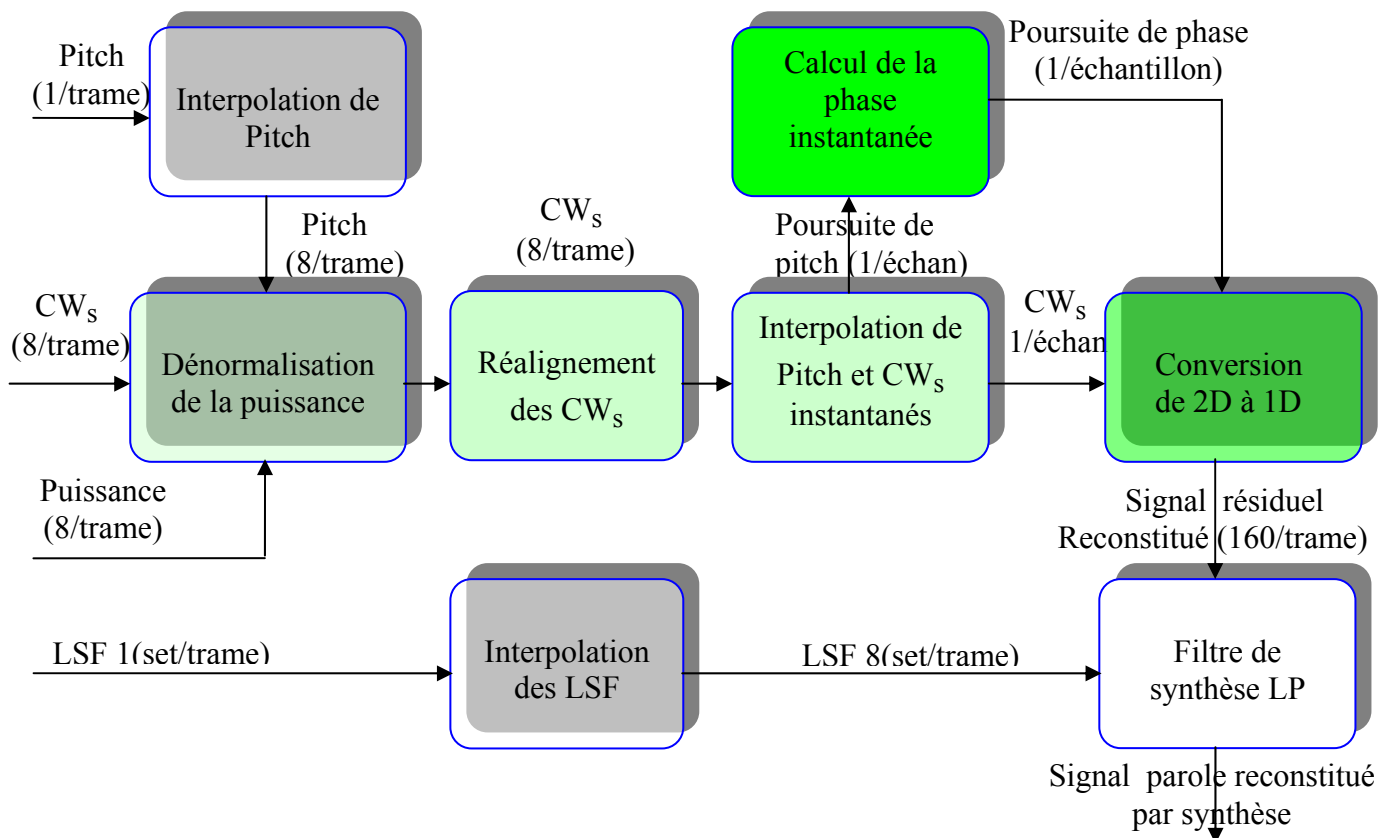 Pitch
(1/trame)
Interpolation de
Pitch
Calcul de la
phase
instantanée
Poursuite de phase
(1/échantillon)
Pitch
(8/trame)
CWs
(8/trame)
Poursuite de
pitch (1/échan)
CWs
(8/trame)
Dénormalisation
de la puissance
Réalignement
des CWs
Interpolation de
Pitch et CWs
instantanés
CWs
1/échan
Conversion
de 2D à 1D
Puissance
(8/trame)
Signal résiduel
Reconstitué (160/trame)
LSF 1(set/trame)
Interpolation
des LSF
LSF 8(set/trame)
Filtre de
synthèse LP
Signal parole reconstitué
par synthèse